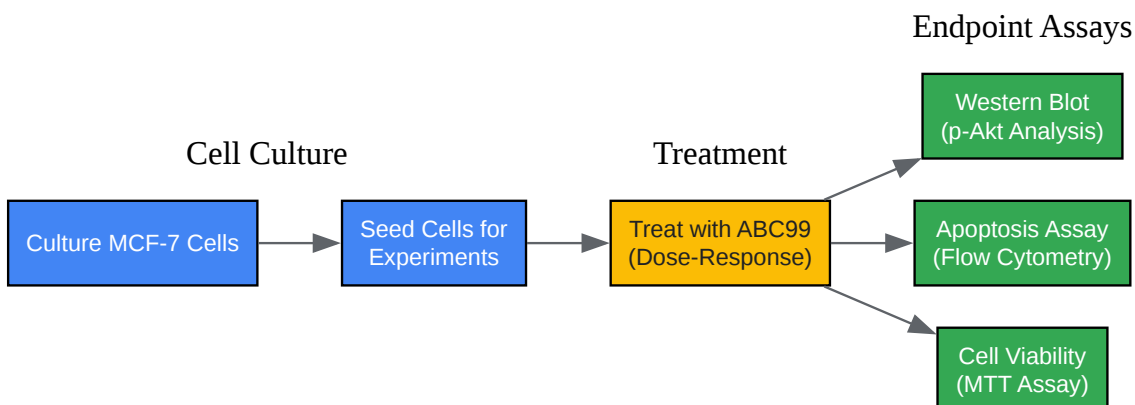 Endpoint Assays
Western Blot
(p-Akt Analysis)
Cell Culture
Treatment
Culture MCF-7 Cells
Seed Cells for
Experiments
Treat with ABC99
(Dose-Response)
Apoptosis Assay
(Flow Cytometry)
Cell Viability
(MTT Assay)